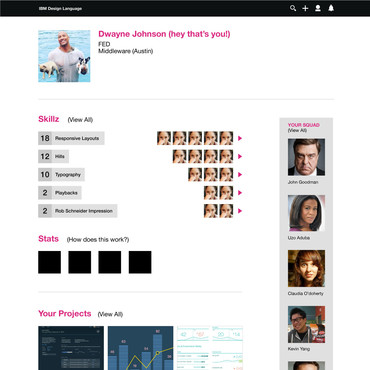 IBM Design Language
Dwayne Johnson (hey that's you!)
FED
Middleware (Austin)
Skillz (View All)
18 Responsive Layouts
12 Hills
10 Typography
2 Playbacks
2 Rob Schneider Impression
YOUR SQUAD
(View All)
John Goodman
Uzo Aduba
Claudia O'doherty
Kevin Yang
Stats (How does this work?)
Your Projects (View All)